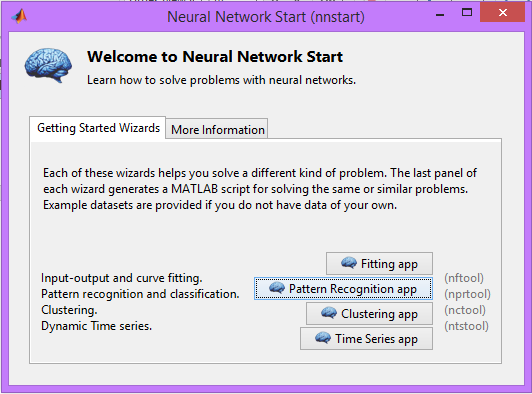 Neural Network Start (nnstart)
Welcome to Neural Network Start
Learn how to solve problems with neural networks.
Getting Started Wizards
More Information
Each of these wizards helps you solve a different kind of problem. The last panel of
each wizard generates a MATLAB script for solving the same or similar problems.
Example datasets are provided if you do not have data of your own.
Input-output and curve fitting.
Fitting app
(nftool)
Pattern recognition and classification.
Pattern Recognition app
(nprtool)
Clustering.
Clustering app
(nctool)
Dynamic Time series.
Time Series app
(ntstool)